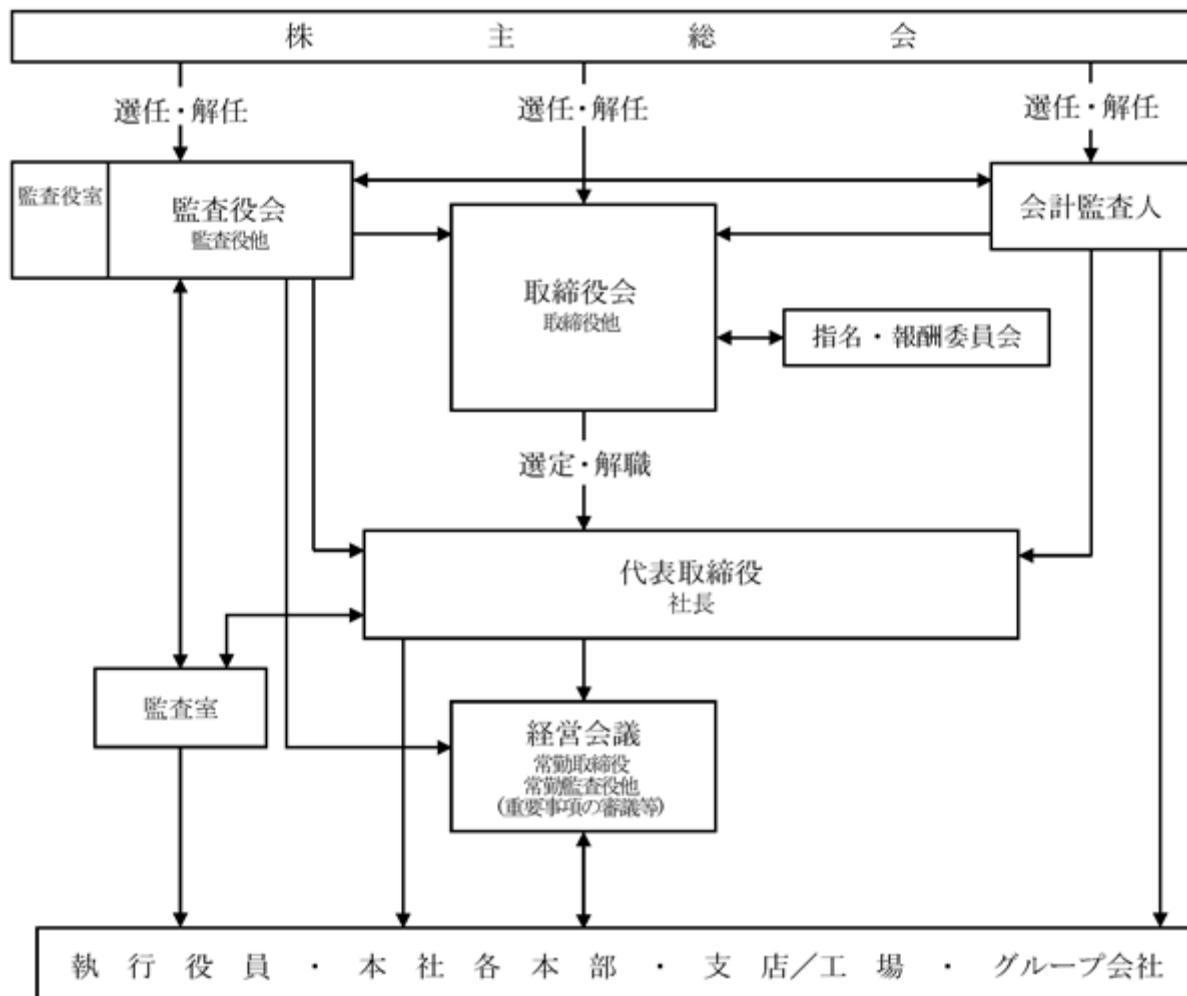 株主総会
選任・解任
選任・解任
選任・解任
監査役室
監査役会
監査役他
会計監査人
取締役会
取締役他
指名・報酬委員会
選定・解職
代表取締役
社長
監査室
経営会議
常勤取締役
常勤監査役他
(重要事項の審議等)
執行役員・本社各本部・支店／工場・グループ会社